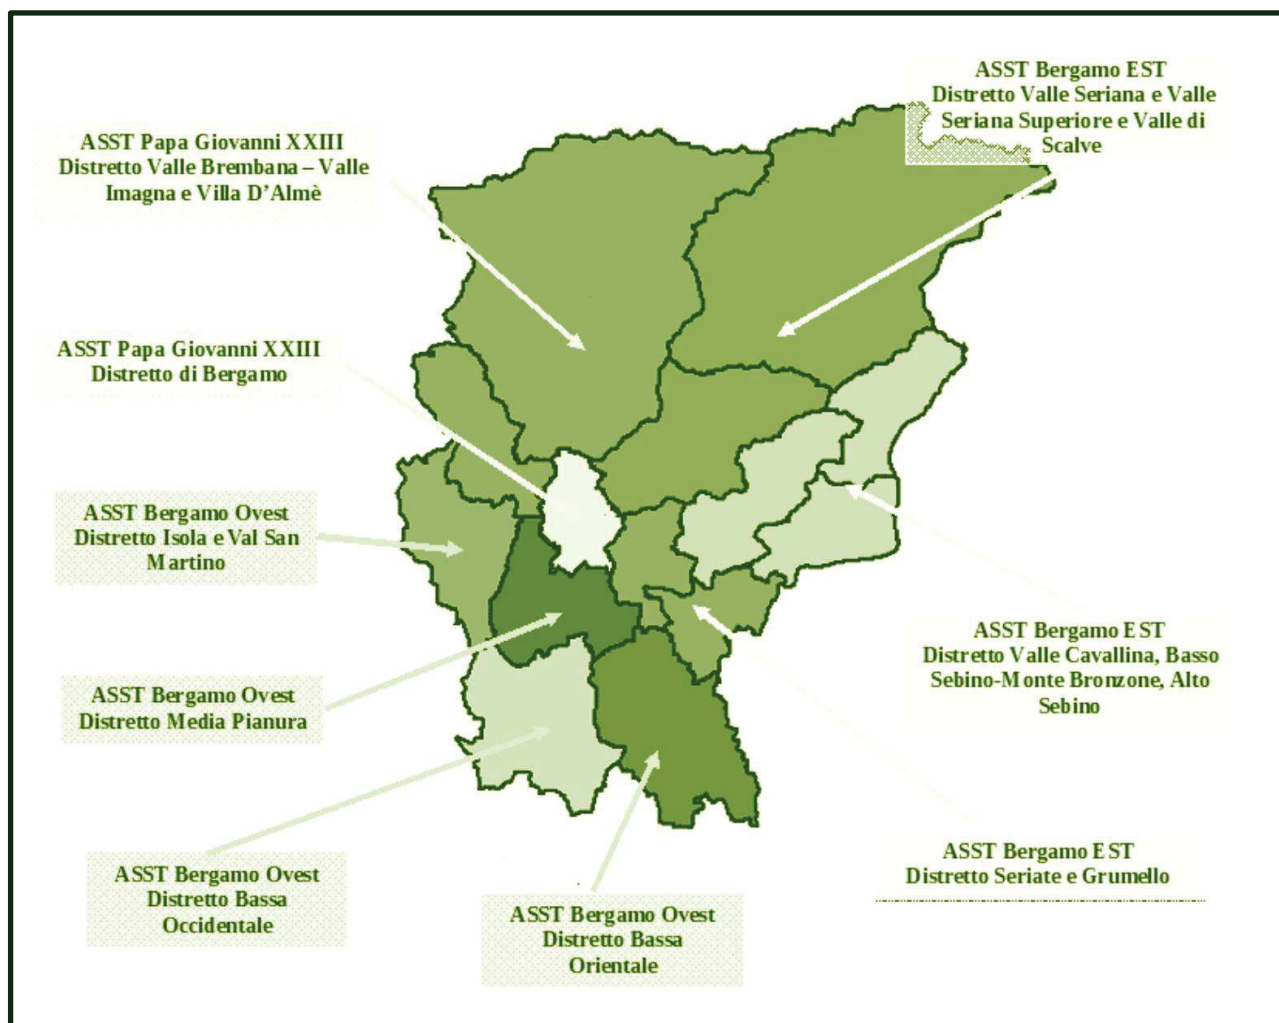 ASST Bergamo EST
Distretto Valle Seriana e Valle
Seriana Superiore e Valle di
Scalve
ASST Papa Giovanni XXIII
Distretto Valle Brembana – Valle
Imagna e Villa D’Almè
ASST Papa Giovanni XXIII
Distretto di Bergamo
ASST Bergamo Ovest
Distretto Isola e Val San
Martino
ASST Bergamo EST
Distretto Valle Cavallina, Basso
Sebino-Monte Bronzone, Alto
Sebino
ASST Bergamo Ovest
Distretto Media Pianura
ASST Bergamo EST
Distretto Seriate e Grumello
ASST Bergamo Ovest
Distretto Bassa
Occidentale
ASST Bergamo Ovest
Distretto Bassa
Orientale